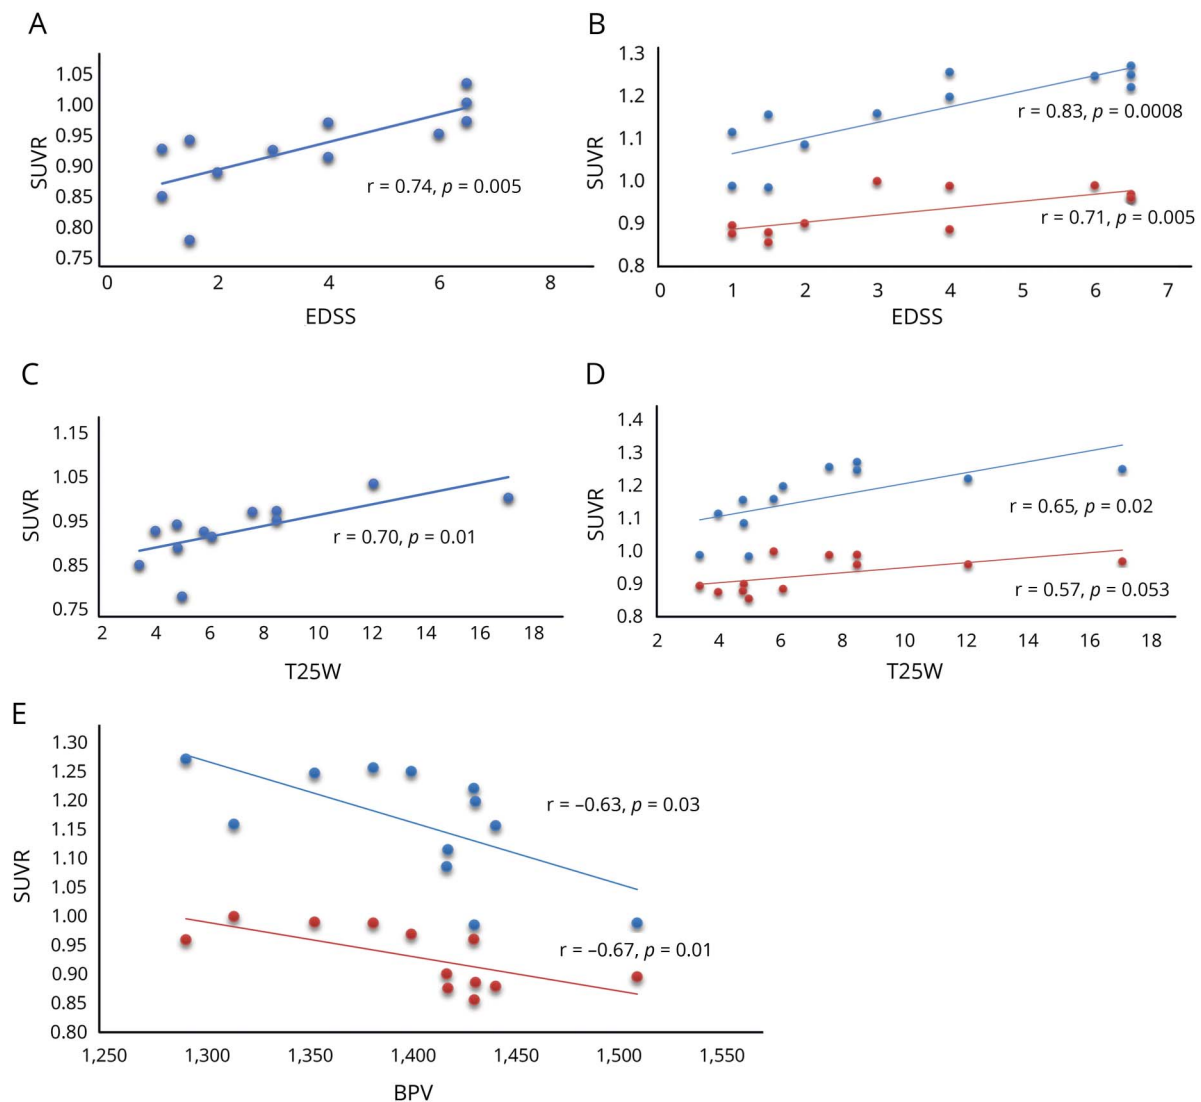 A
SUVR
1.05
1.00
0.95
0.90
0.85
0.80
0.75
r = 0.74, p = 0.005
0 2 4 6 8
EDSS
B
SUVR
1.3
1.2
1.1
1.0
0.9
0.8
r = 0.83, p = 0.0008
r = 0.71, p = 0.005
0 1 2 3 4 5 6 7
EDSS
C
SUVR
1.15
1.05
0.95
0.85
0.75
r = 0.70, p = 0.01
2 4 6 8 10 12 14 16 18
T25W
D
SUVR
1.4
1.3
1.2
1.1
1.0
0.9
0.8
r = 0.65, p = 0.02
r = 0.57, p = 0.053
2 4 6 8 10 12 14 16 18
T25W
E
SUVR
1.30
1.25
1.20
1.15
1.10
1.05
1.00
0.95
0.90
0.85
0.80
r = –0.63, p = 0.03
r = –0.67, p = 0.01
1,250 1,300 1,350 1,400 1,450 1,500 1,550
BPV